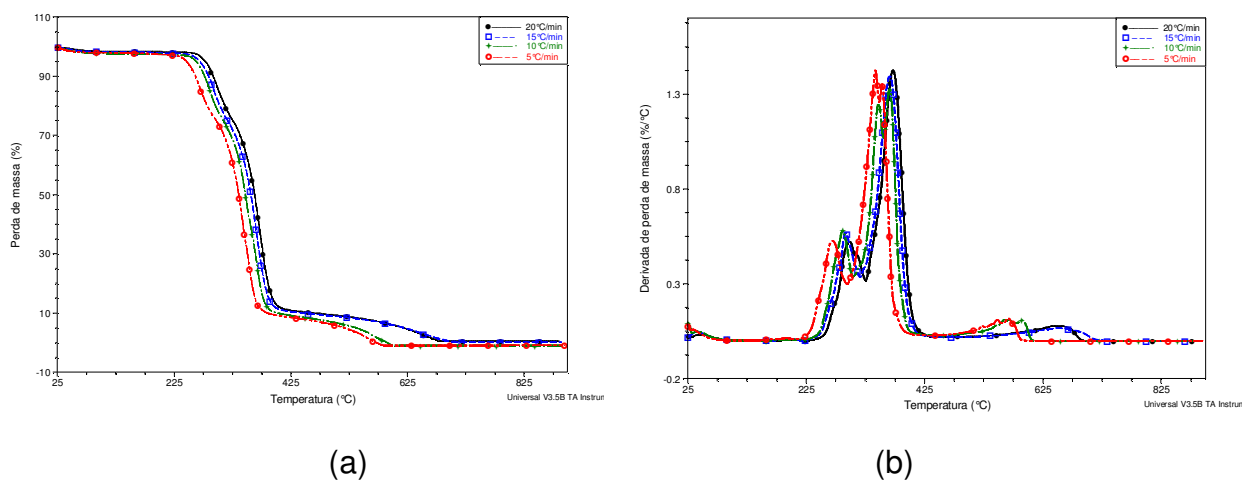 110
90
70
50
30
10
-10
25
225
425
625
825
Perda de massa (%)
Temperatura (°C)
20°C/min
15°C/min
10°C/min
5°C/min
Universal V3.5B TA Instrum
(a)
1.3
0.8
0.3
-0.2
25
225
425
625
825
Derivada de perda de massa (%/°C)
Temperatura (°C)
20°C/min
15°C/min
10°C/min
5°C/min
Universal V3.5B TA Instrum
(b)